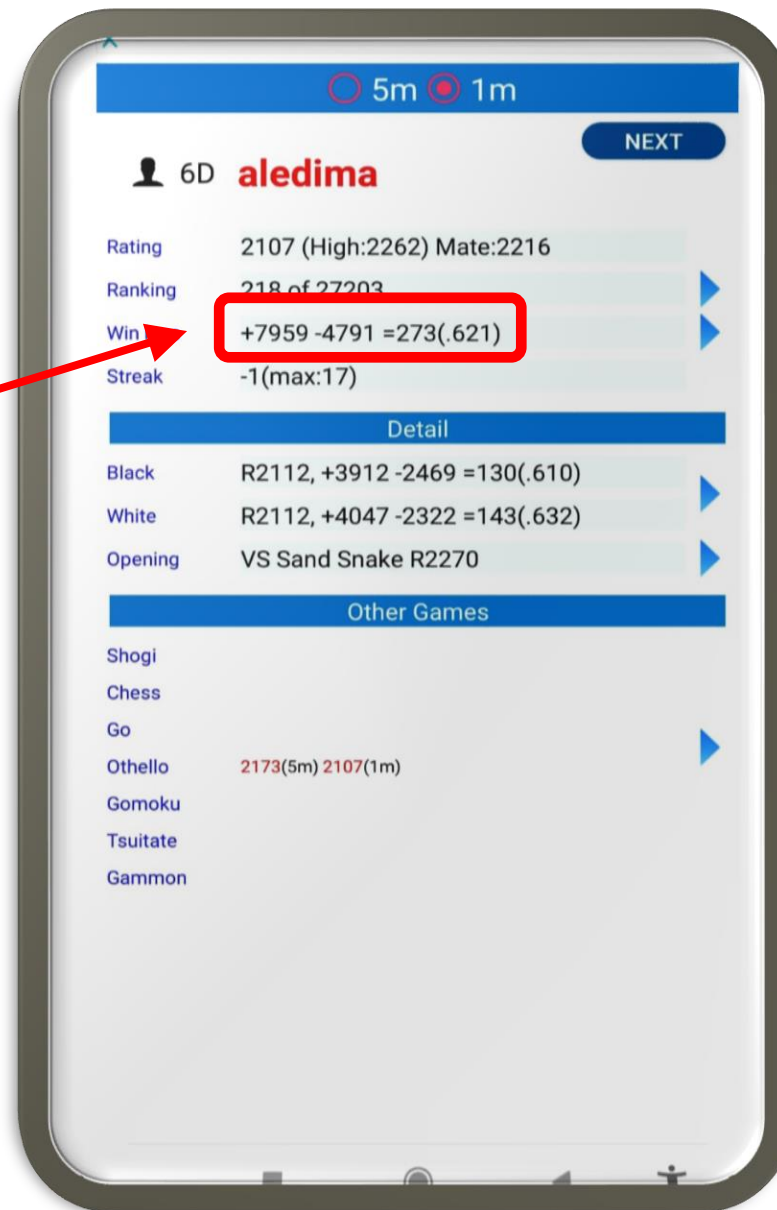 5m 1m
NEXT
6D aledima
Rating 2107 (High:2262) Mate:2216
Ranking 218 of 27203
Win +7959 -4791 =273(.621)
Streak -1(max:17)
Detail
Black R2112, +3912 -2469 =130(.610)
White R2112, +4047 -2322 =143(.632)
Opening VS Sand Snake R2270
Other Games
Shogi
Chess
Go
Othello 2173(5m) 2107(1m)
Gomoku
Tsuitate
Gammon